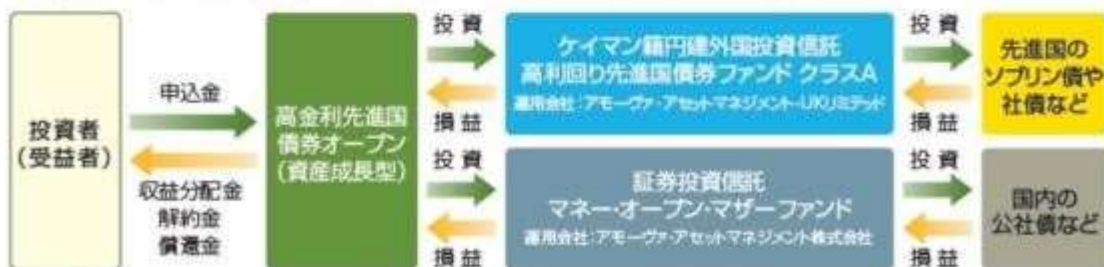 投資者
(受益者)
申込金
収益分配金
解約金
償還金
高金利先進国
債券オープン
(資産成長型)
投資
損益
ケイマン籍円建外国投資信託
高利回り先進国債券ファンド クラスA
運用会社:アモーヴァ・アセットマネジメント・UKリミテッド
投資
損益
先進国の
ソブリン債や
社債など
投資
損益
証券投資信託
マネー・オープン・マザーファンド
運用会社:アモーヴァ・アセットマネジメント株式会社
投資
損益
国内の
公社債など